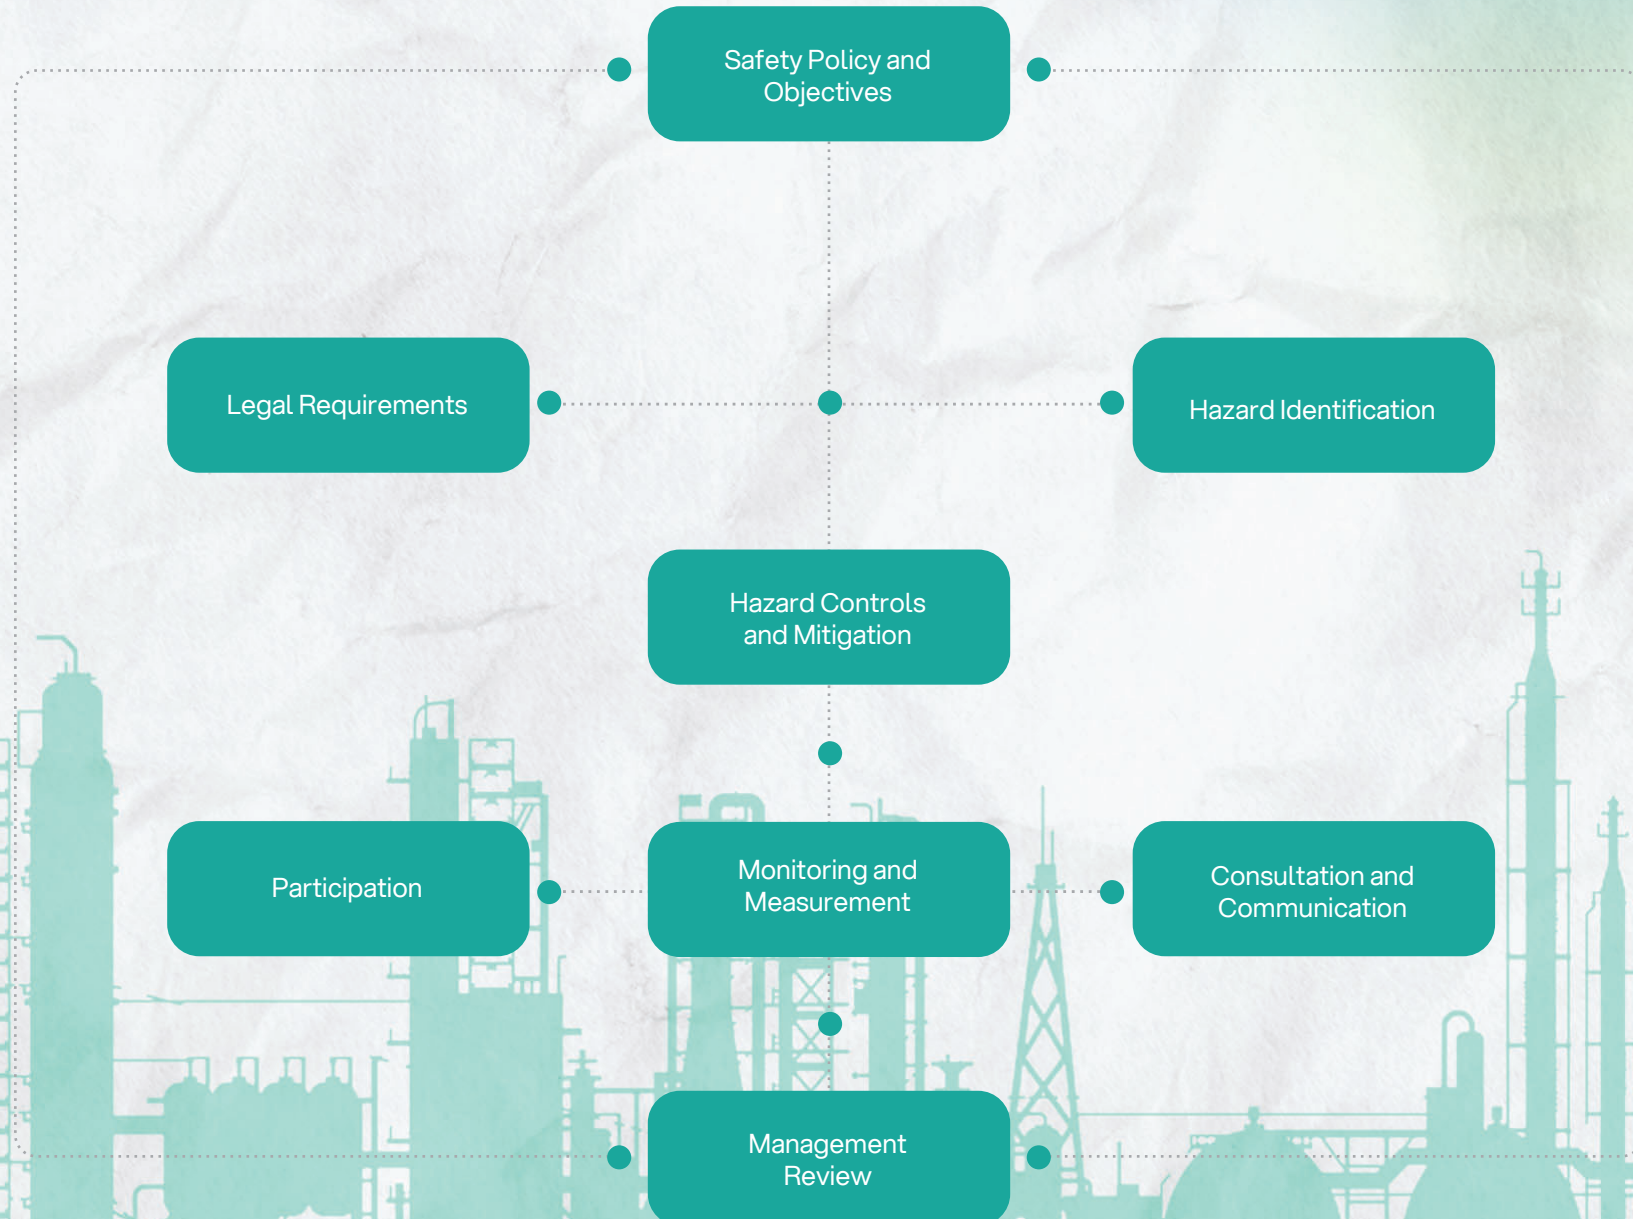 Safety Policy and
Objectives
Legal Requirements
Hazard Identification
Hazard Controls
and Mitigation
Participation
Monitoring and
Measurement
Consultation and
Communication
Management
Review